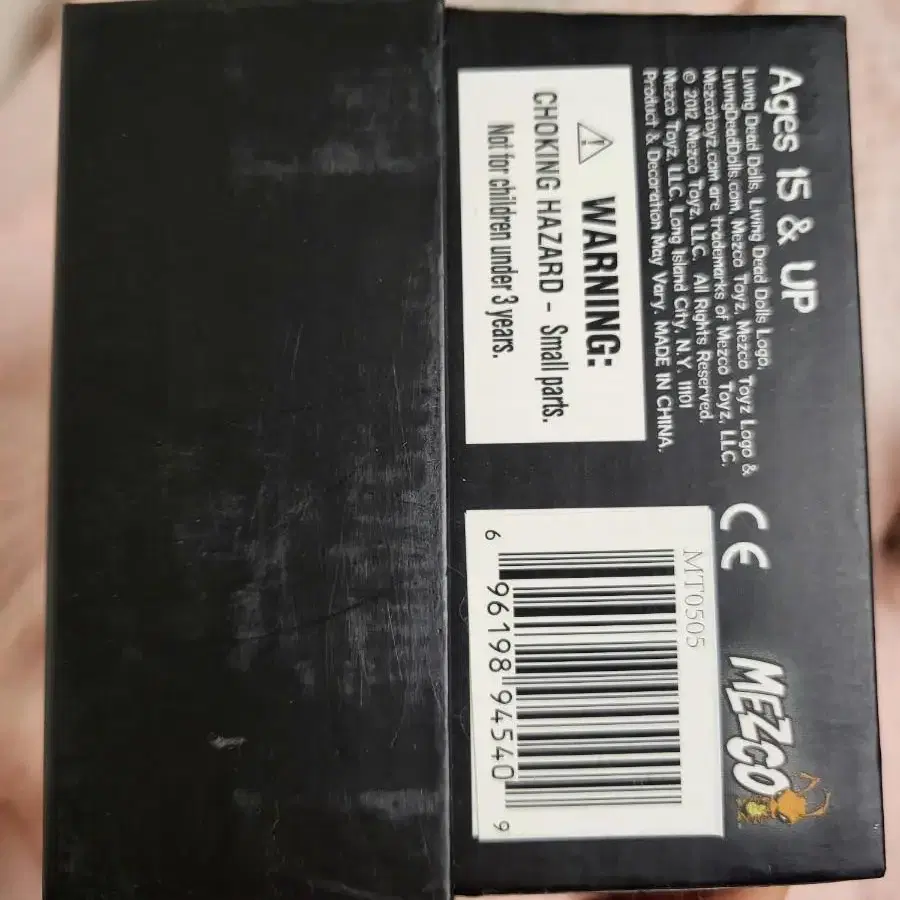 Ages 15 & UP
Living Dead Dolls, Living Dead Dolls Logo,
LivingDeadDolls.com, Mezco Toyz, Mezco Toyz Logo &
Mezcotoyz.com are trademarks of Mezco Toyz, LLC.
© 2012 Mezco Toyz, LLC. All Rights Reserved.
Mezco Toyz, LLC. Long Island City, N.Y. 11101
Product & Decoration May Vary. MADE IN CHINA.
⚠ WARNING:
CHOKING HAZARD - Small parts.
Not for children under 3 years.
CE
MEZCO
MT0505
6 96198 94540 9